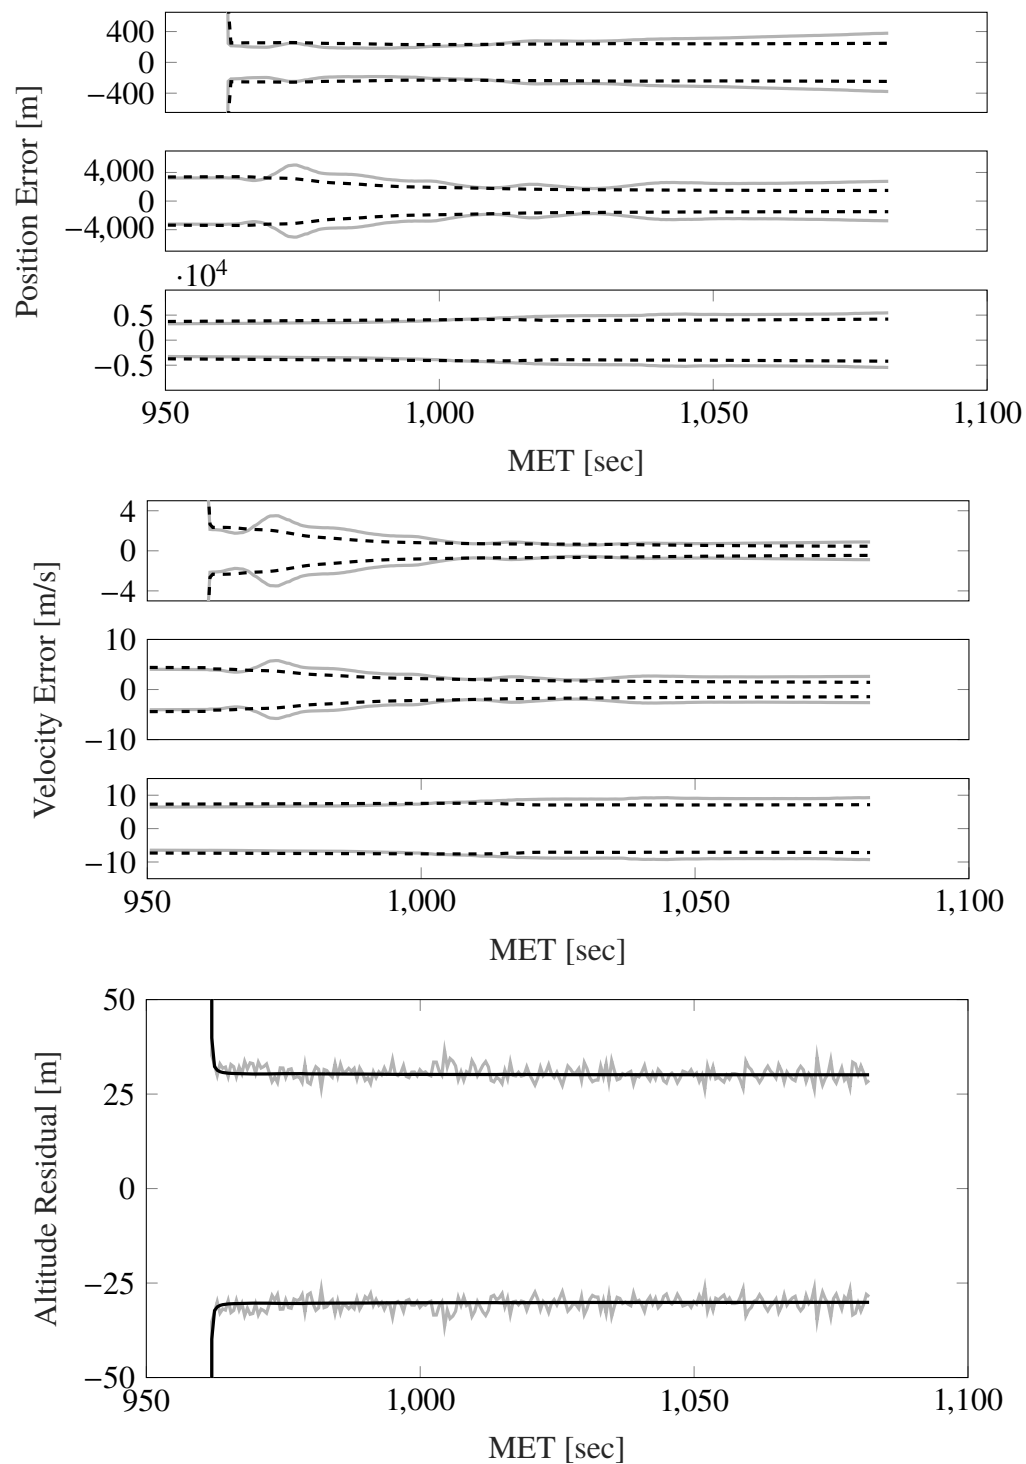 400
0
−400
Position Error [m]
4,000
0
−4,000
·10⁴
0.5
0
−0.5
950 1,000 1,050 1,100
MET [sec]
4
0
−4
Velocity Error [m/s]
10
0
−10
10
0
−10
950 1,000 1,050 1,100
MET [sec]
50
25
Altitude Residual [m]
0
−25
−50
950 1,000 1,050 1,100
MET [sec]